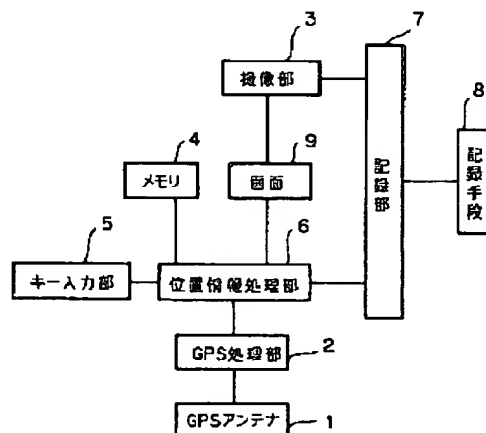 3
撮像部
7
8
記録手段
4
メモリ
9
画面
記録部
5
キー入力部
6
位置情報処理部
GPS処理部
2
GPSアンテナ
1